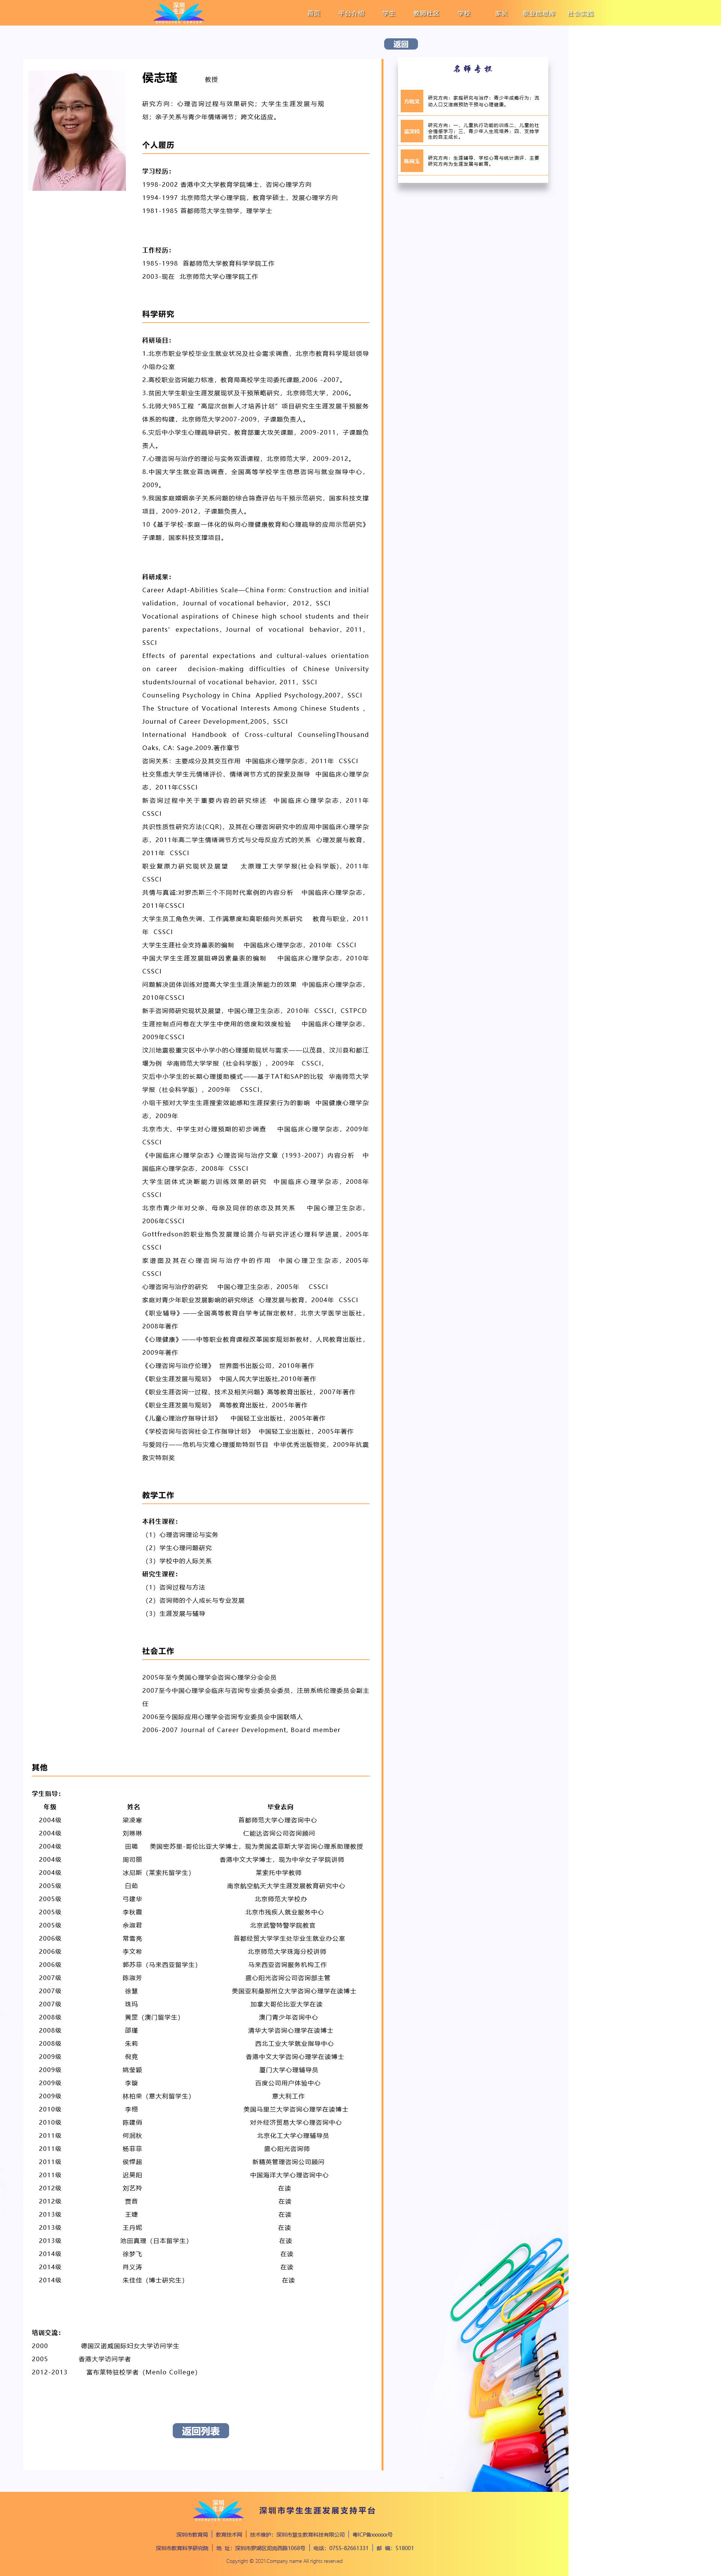 深圳
生涯
首页 平台介绍 学生 教师社区 学校 家长 职业信息库 社会实践
返回
侯志瑾 教授
研究方向：心理咨询过程与效果研究；大学生生涯发展与规
划；亲子关系与青少年情绪调节；跨文化适应。
个人履历
学习经历：
1998-2002 香港中文大学教育学院博士，咨询心理学方向
1994-1997 北京师范大学心理学院，教育学硕士，发展心理学方向
1981-1985 首都师范大学生物学，理学学士
工作经历：
1985-1998 首都师范大学教育科学学院工作
2003-现在 北京师范大学心理学院工作
科学研究
科研项目：
1.北京市职业学校毕业生就业状况及社会需求调查，北京市教育科学规划领导
小组办公室
2.高校职业咨询能力标准，教育局高校学生司委托课题,2006 -2007。
3.贫困大学生职业生涯发展现状及干预策略研究，北京师范大学，2006。
5.北师大985工程“高层次创新人才培养计划”项目研究生生涯发展干预服务
体系的构建，北京师范大学2007-2009，子课题负责人。
6.灾后中小学生心理疏导研究，教育部重大攻关课题，2009-2011，子课题负
责人。
7.心理咨询与治疗的理论与实务双语课程，北京师范大学，2009-2012。
8.中国大学生就业首选调查，全国高等学校学生信息咨询与就业指导中心，
2009。
9.我国家庭婚姻亲子关系问题的综合筛查评估与干预示范研究，国家科技支撑
项目，2009-2012，子课题负责人。
10《基于学校-家庭一体化的纵向心理健康教育和心理疏导的应用示范研究》
子课题，国家科技支撑项目。
科研成果：
Career Adapt-Abilities Scale—China Form: Construction and initial
validation，Journal of vocational behavior，2012，SSCI
Vocational aspirations of Chinese high school students and their
parents' expectations，Journal of vocational behavior，2011，
SSCI
Effects of parental expectations and cultural-values orientation
on career decision-making difficulties of Chinese University
studentsJournal of vocational behavior，2011，SSCI
Counseling Psychology in China Applied Psychology,2007，SSCI
The Structure of Vocational Interests Among Chinese Students ，
Journal of Career Development,2005，SSCI
International Handbook of Cross-cultural CounselingThousand
Oaks, CA: Sage.2009.著作章节
咨询关系：主要成分及其交互作用 中国临床心理学杂志，2011年 CSSCI
社交焦虑大学生元情绪评价、情绪调节方式的探索及指导 中国临床心理学杂
志，2011年CSSCI
新咨询过程中关于重要内容的研究综述 中国临床心理学杂志，2011年
CSSCI
共识性质性研究方法(CQR)，及其在心理咨询研究中的应用中国临床心理学杂
志，2011年高二学生情绪调节方式与父母反应方式的关系 心理发展与教育，
2011年 CSSCI
职业复原力研究现状及展望 太原理工大学学报(社会科学版)，2011年
CSSCI
共情与真诚:对罗杰斯三个不同时代案例的内容分析 中国临床心理学杂志，
2011年CSSCI
大学生员工角色失调、工作满意度和离职倾向关系研究 教育与职业，2011
年 CSSCI
大学生生涯社会支持量表的编制 中国临床心理学杂志，2010年 CSSCI
中国大学生生涯发展阻碍因素量表的编制 中国临床心理学杂志，2010年
CSSCI
问题解决团体训练对提高大学生生涯决策能力的效果 中国临床心理学杂志，
2010年CSSCI
新手咨询师研究现状及展望，中国心理卫生杂志，2010年 CSSCI，CSTPCD
生涯控制点问卷在大学生中使用的信度和效度检验 中国临床心理学杂志，
2009年CSSCI
汶川地震极重灾区中小学小的心理援助现状与需求——以茂县、汶川县和都江
堰为例 华南师范大学学报（社会科学版），2009年 CSSCI，
灾后中小学生的长期心理援助模式——基于TAT和SAP的比较 华南师范大学
学报（社会科学版），2009年 CSSCI，
小组干预对大学生生涯搜索效能感和生涯探索行为的影响 中国健康心理学杂
志，2009年
北京市大、中学生对心理预期的初步调查 中国临床心理学杂志，2009年
CSSCI
《中国临床心理学杂志》心理咨询与治疗文章（1993-2007）内容分析 中
国临床心理学杂志，2008年 CSSCI
大学生团体式决断能力训练效果的研究 中国临床心理学杂志，2008年
CSSCI
北京市青少年对父亲、母亲及同伴的依恋及其关系 中国心理卫生杂志，
2006年CSSCI
Gottfredson的职业抱负发展理论简介与研究评述心理科学进展，2005年
CSSCI
家谱图及其在心理咨询与治疗中的作用 中国心理卫生杂志，2005年
CSSCI
心理咨询与治疗的研究 中国心理卫生杂志，2005年 CSSCI
家庭对青少年职业发展影响的研究综述 心理发展与教育，2004年 CSSCI
《职业辅导》——全国高等教育自学考试指定教材，北京大学医学出版社，
2008年著作
《心理健康》——中等职业教育课程改革国家规划新教材，人民教育出版社，
2009年著作
《心理咨询与治疗伦理》 世界图书出版公司，2010年著作
《职业生涯发展与规划》 中国人民大学出版社,2010年著作
《职业生涯咨询一过程、技术及相关问题》高等教育出版社，2007年著作
《职业生涯发展与规划》 高等教育出版社，2005年著作
《儿童心理治疗指导计划》 中国轻工业出版社，2005年著作
《学校咨询与咨询社会工作指导计划》 中国轻工业出版社，2005年著作
与爱同行——危机与灾难心理援助特别节目 中华优秀出版物奖，2009年抗震
救灾特别奖
教学工作
本科生课程：
（1）心理咨询理论与实务
（2）学生心理问题研究
（3）学校中的人际关系
研究生课程：
（1）咨询过程与方法
（2）咨询师的个人成长与专业发展
（3）生涯发展与辅导
社会工作
2005年至今美国心理学会咨询心理学分会会员
2007至今中国心理学会临床与咨询专业委员会委员，注册系统伦理委员会副主
任
2006至今国际应用心理学会咨询专业委员会中国联络人
2006-2007 Journal of Career Development, Board member
其他
学生指导：
年级 姓名 毕业去向
2004级 梁凌寒 首都师范大学心理咨询中心
2004级 刘琳琳 仁能达咨询公司咨询顾问
2004级 田璐 美国密苏里-哥伦比亚大学博士，现为美国孟菲斯大学咨询心理系助理教授
2004级 周司丽 香港中文大学博士，现为中华女子学院讲师
2004级 冰尼斯（莱索托留学生） 莱索托中学教师
2005级 白茹 南京航空航天大学生涯发展教育研究中心
2005级 弓建华 北京师范大学校办
2005级 李秋霞 北京市残疾人就业服务中心
2005级 余淑君 北京武警特警学院教官
2006级 常雪亮 首都经贸大学学生处毕业生就业办公室
2006级 李文希 北京师范大学珠海分校讲师
2006级 郭苏菲（马来西亚留学生） 马来西亚咨询服务机构工作
2007级 陈淑芳 盛心阳光咨询公司咨询部主管
2007级 徐慧 美国亚利桑那州立大学咨询心理学在读博士
2007级 珠玛 加拿大哥伦比亚大学在读
2008级 黄罡（澳门留学生） 澳门青少年咨询中心
2008级 邵瑾 清华大学咨询心理学在读博士
2008级 朱莉 西北工业大学就业指导中心
2009级 倪竞 香港中文大学咨询心理学在读博士
2009级 姚莹颖 厦门大学心理辅导员
2009级 李璇 百度公司用户体验中心
2009级 林柏荣（意大利留学生） 意大利工作
2010级 李栩 美国马里兰大学咨询心理学在读博士
2010级 陈建俏 对外经济贸易大学心理咨询中心
2011级 何润秋 北京化工大学心理辅导员
2011级 杨菲菲 盛心阳光咨询师
2011级 侯悍超 新精英管理咨询公司顾问
2011级 迟昊阳 中国海洋大学心理咨询中心
2012级 刘艺羚 在读
2012级 贾茜 在读
2013级 王婕 在读
2013级 王丹妮 在读
2013级 池田真理（日本留学生） 在读
2014级 徐梦飞 在读
2014级 肖义涛 在读
2014级 朱佳佳（博士研究生） 在读
培训交流：
2000 德国汉诺威国际妇女大学访问学生
2005 香港大学访问学者
2012-2013 富布莱特驻校学者（Menlo College）
返回列表
名师专栏
方晓义
研究方向：家庭研究与治疗；青少年成瘾行为；流
动人口艾滋病预防干预与心理健康。
研究方向：一、儿童执行功能的训练二、儿童的社
会情感学习；三、青少年人生观培养；四、支持学
生的自主成长。
研究方向：生涯辅导、学校心育与统计测评，主要
研究方向为生涯发展与教育。
深圳
生涯
深圳市学生生涯发展支持平台
深圳市教育局 | 教育技术网 | 技术维护：深圳市盟生教育科技有限公司 | 粤ICP备xxxxxx号
深圳市教育科学研究院 | 地 址：深圳市罗湖区泥岗西路1068号 | 电话：0755-82661331 | 邮 编：518001
Copyright © 2021.Company name All rights reserved.